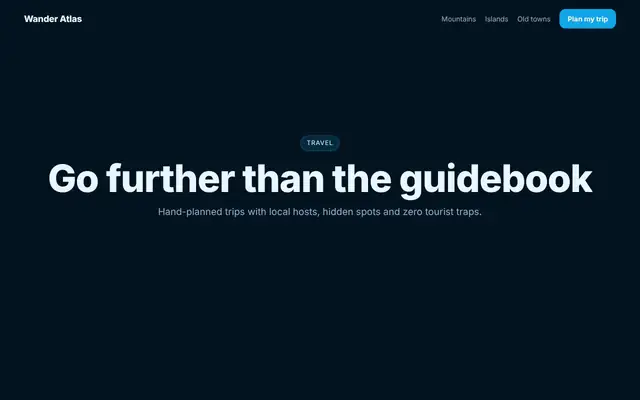 Wander Atlas
Mountains Islands Old towns Plan my trip
TRAVEL
Go further than the guidebook
Hand-planned trips with local hosts, hidden spots and zero tourist traps.